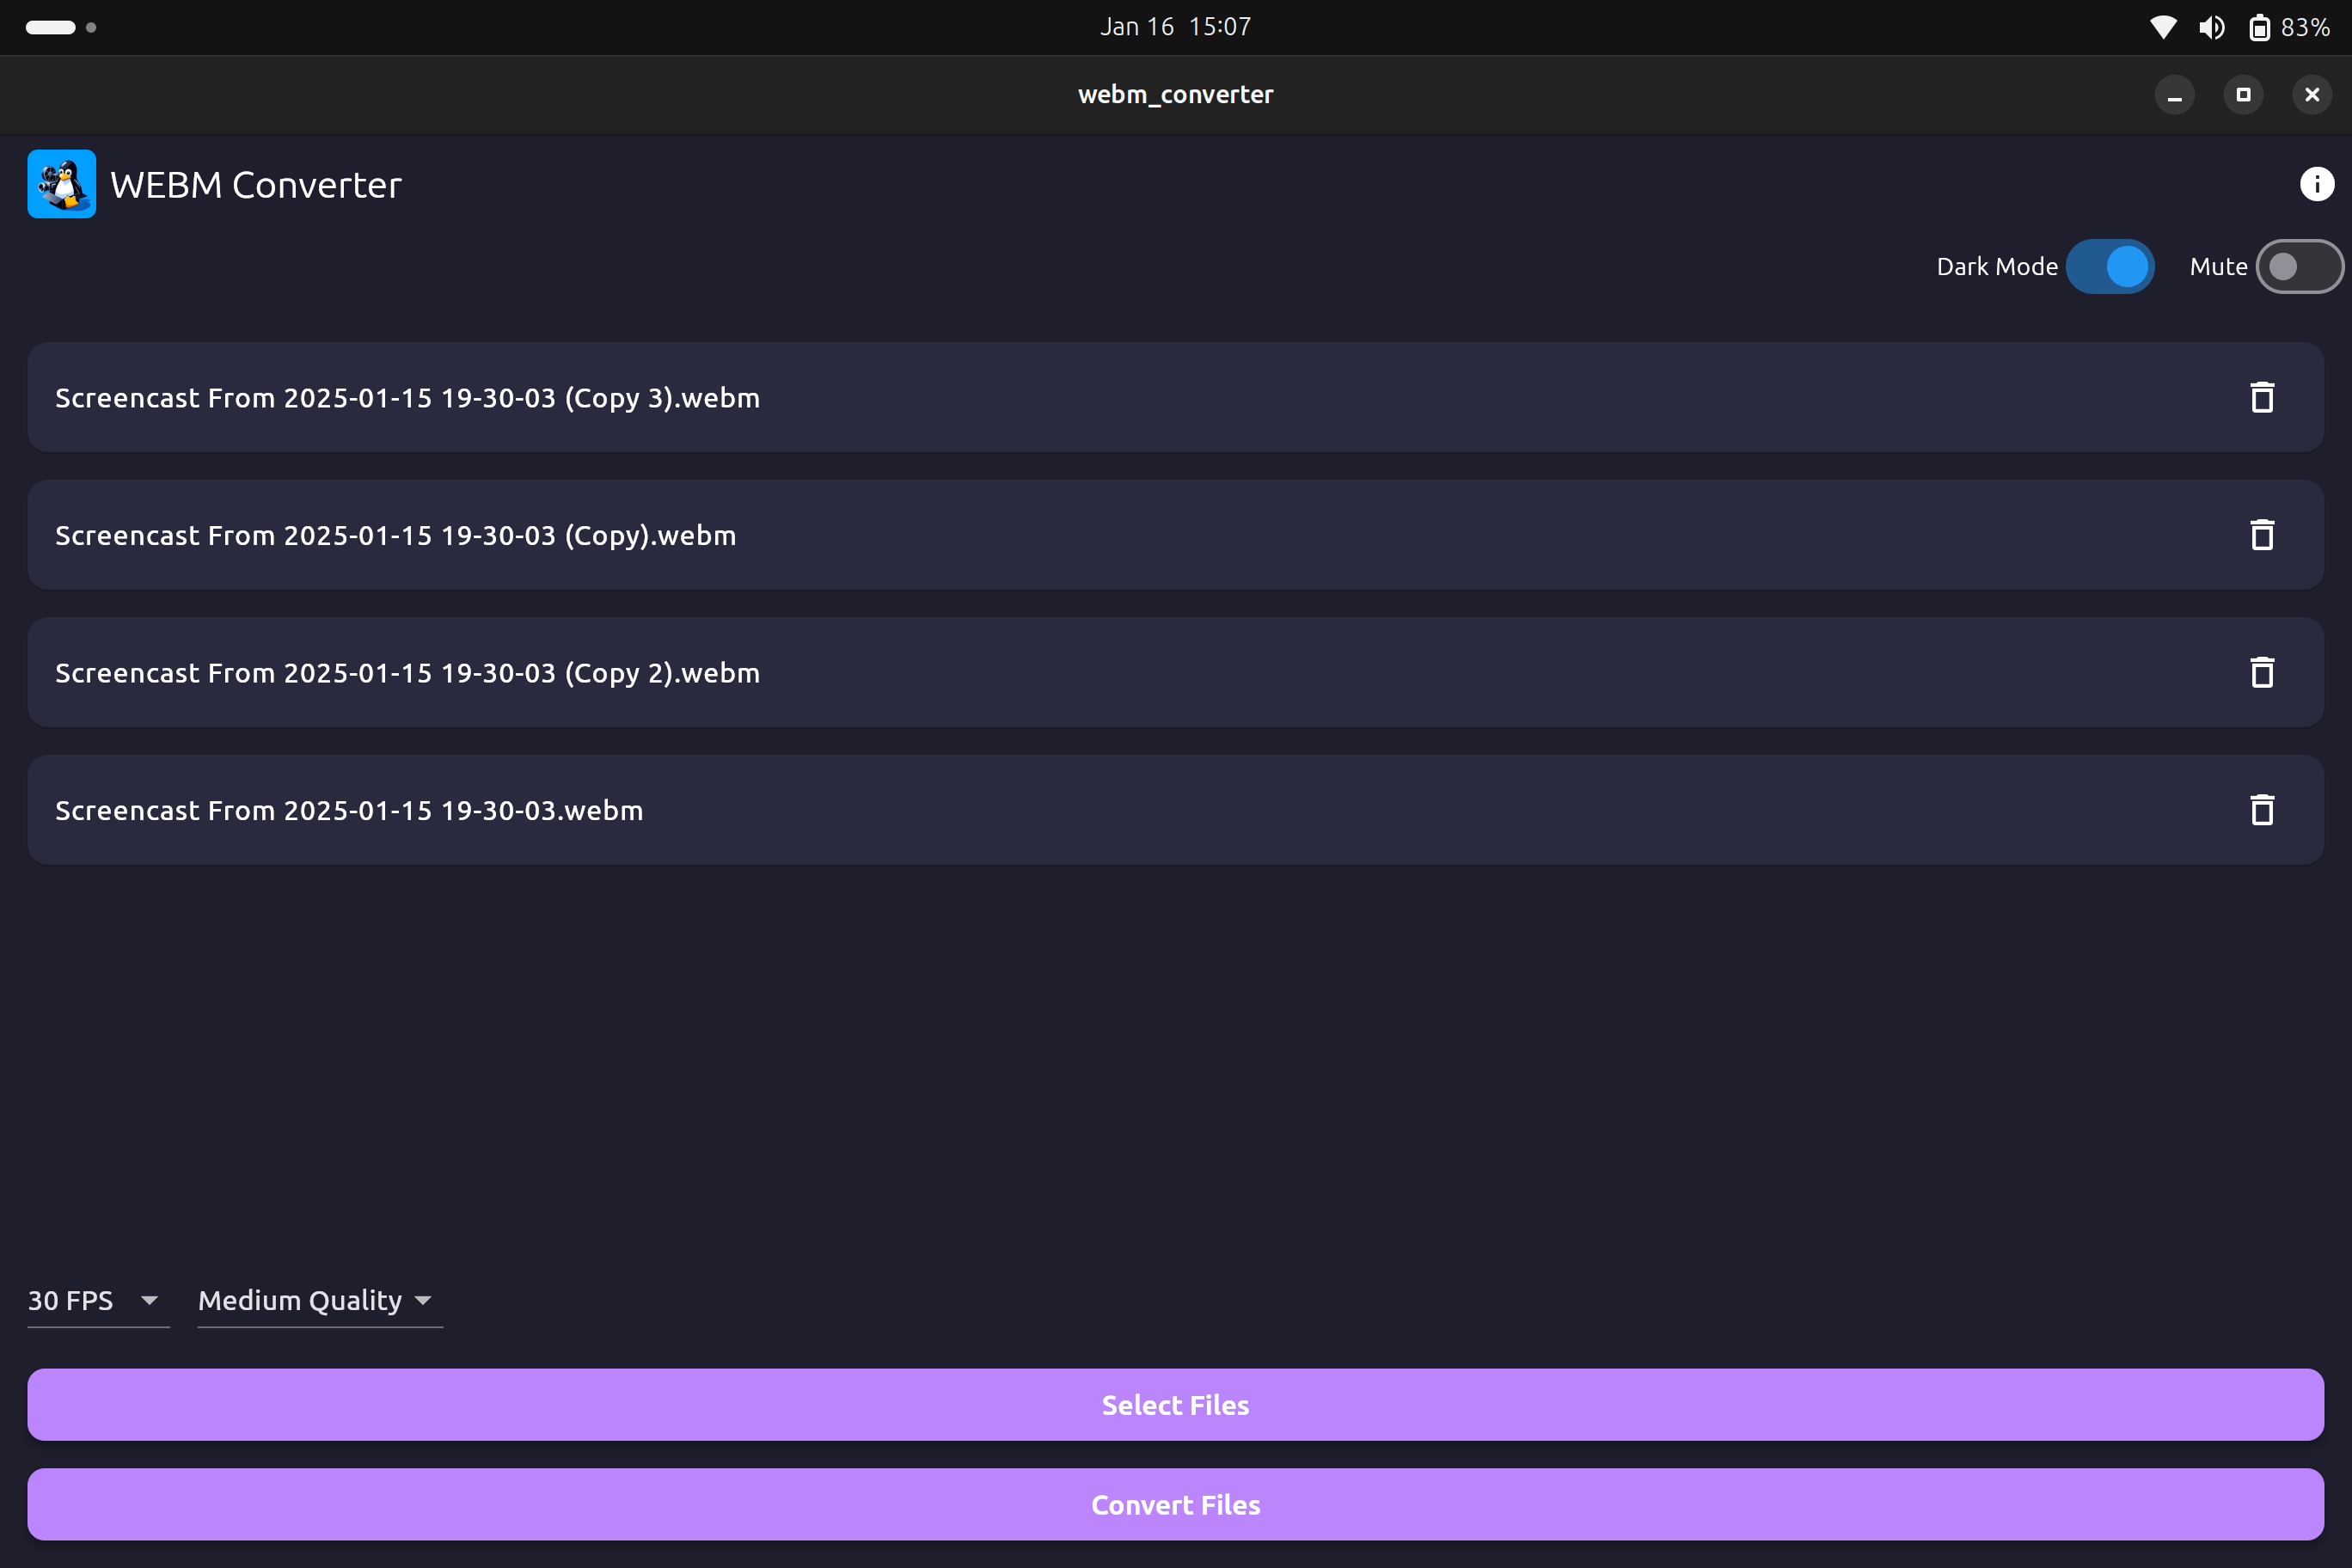 Jan 16 15:07
83%
webm_converter
WEBM Converter
Dark Mode
Mute
Screencast From 2025-01-15 19-30-03 (Copy 3).webm
Screencast From 2025-01-15 19-30-03 (Copy).webm
Screencast From 2025-01-15 19-30-03 (Copy 2).webm
Screencast From 2025-01-15 19-30-03.webm
30 FPS
Medium Quality
Select Files
Convert Files